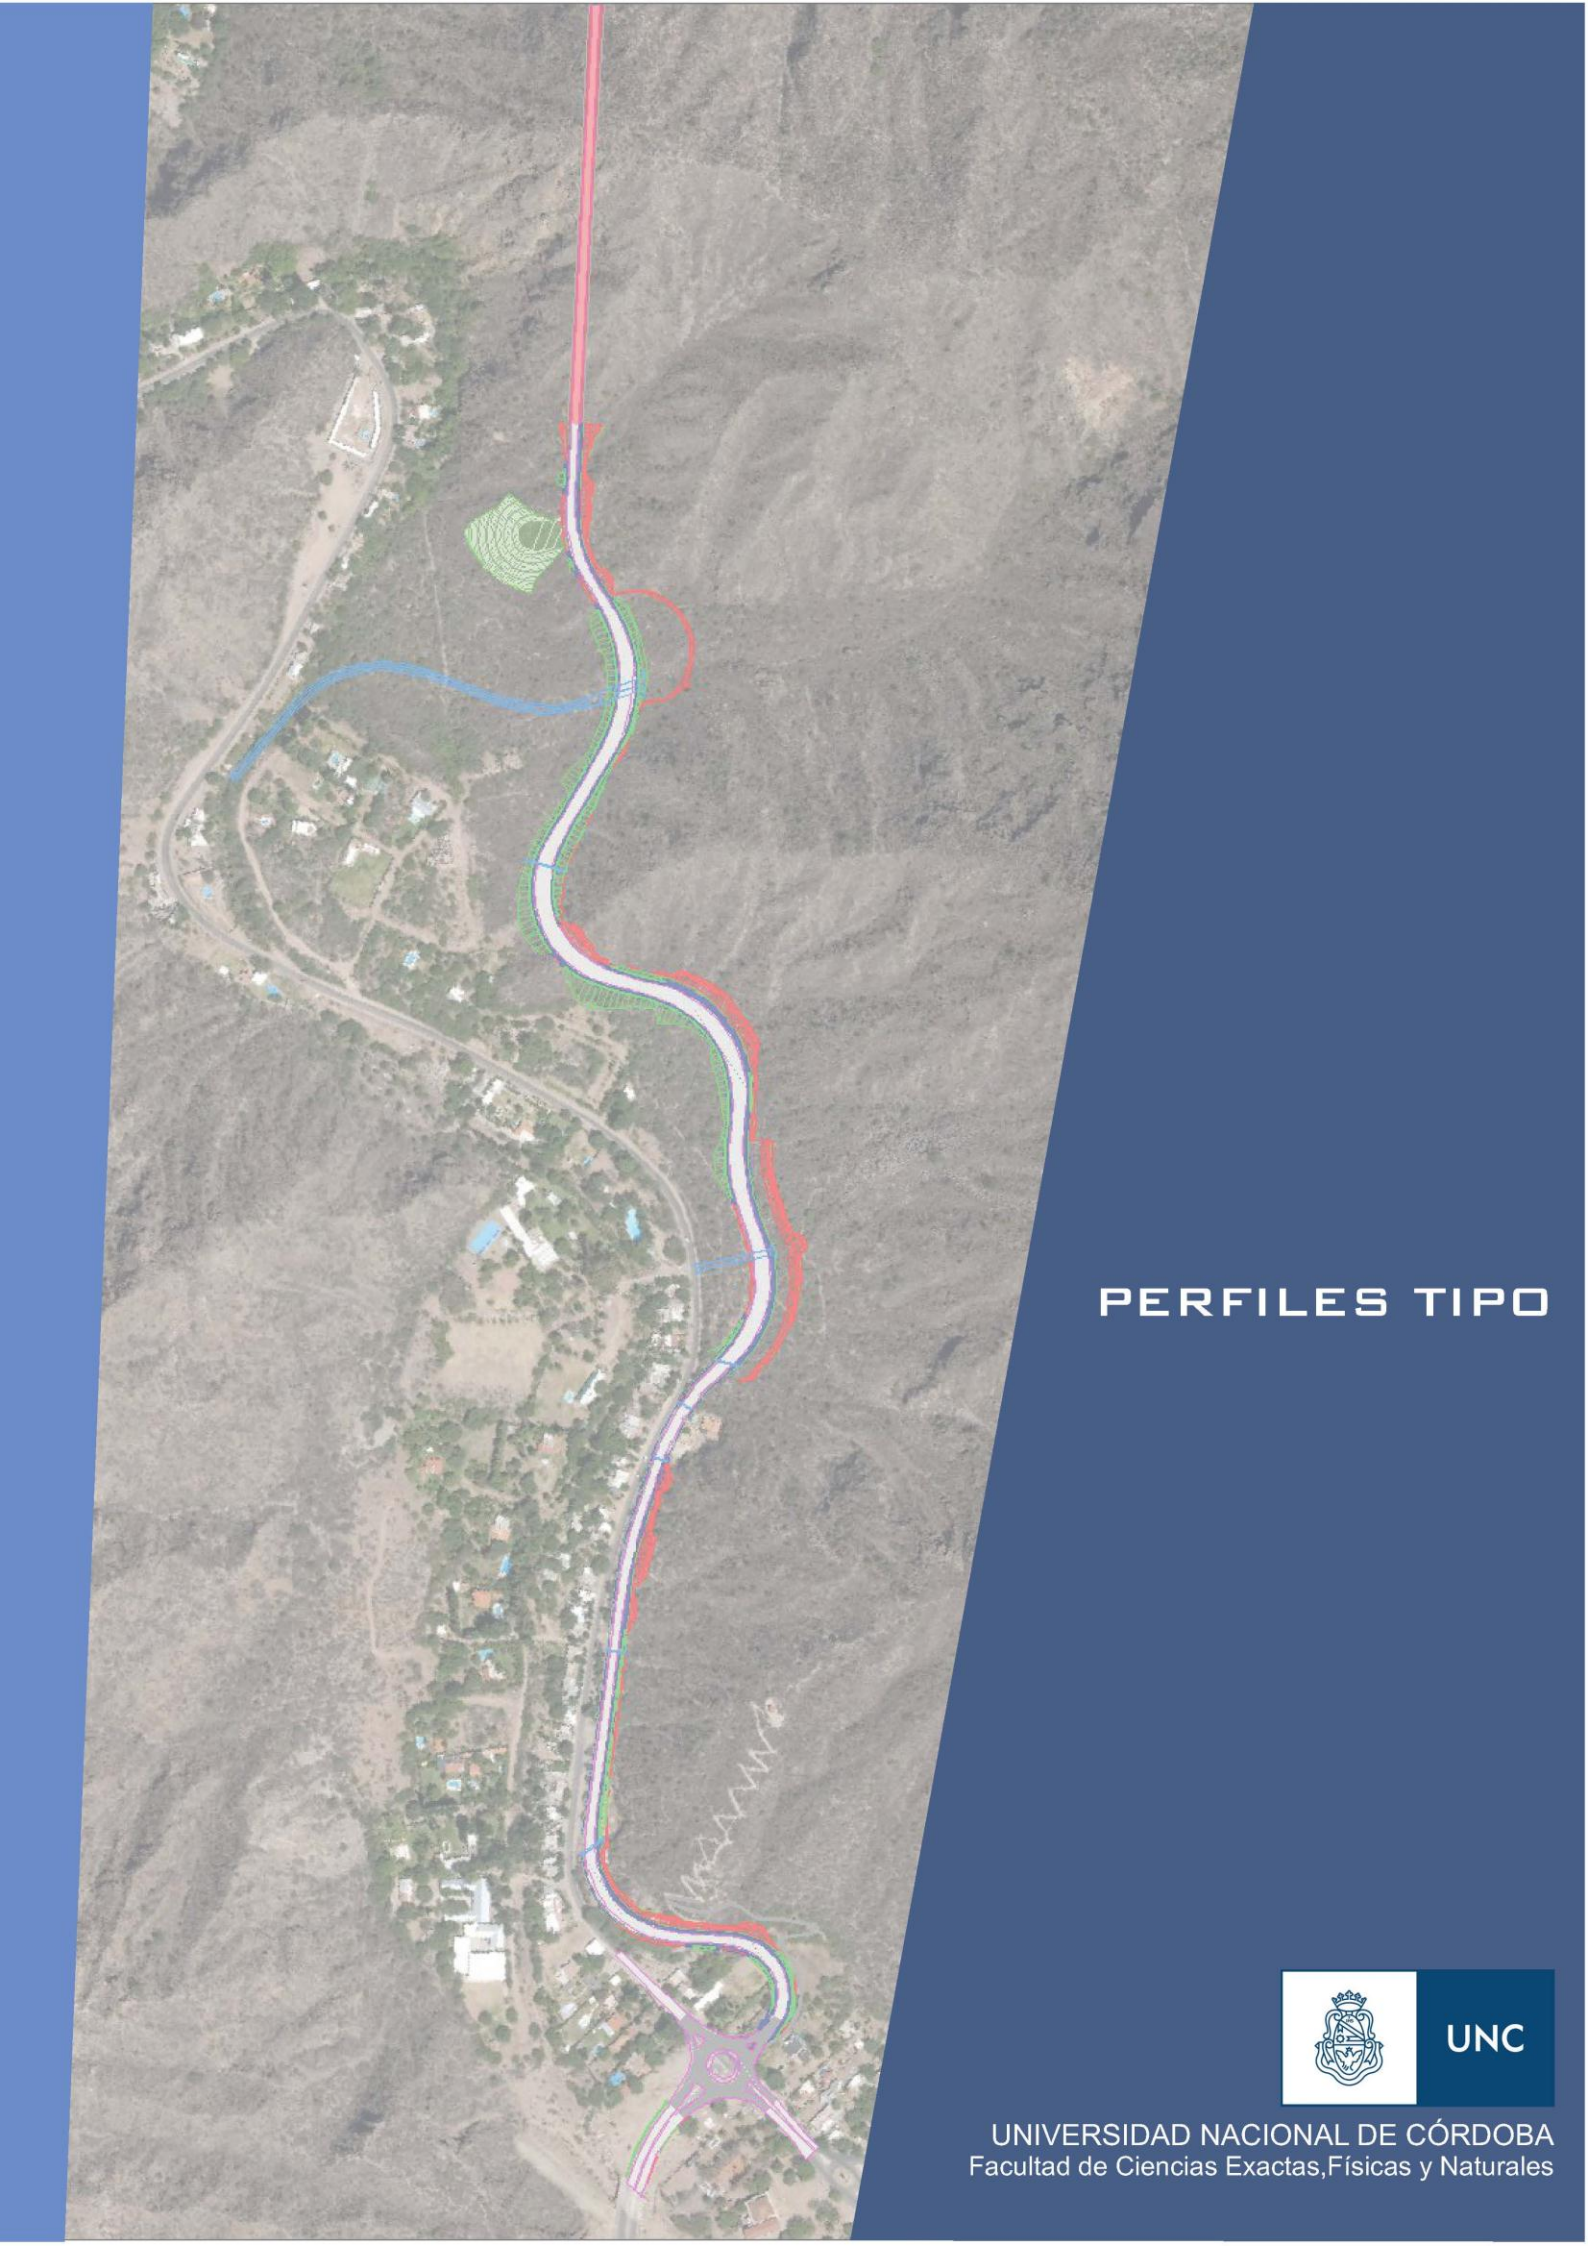 PERFILES TIPO
UNC
UNIVERSIDAD NACIONAL DE CÓRDOBA
Facultad de Ciencias Exactas,Físicas y Naturales